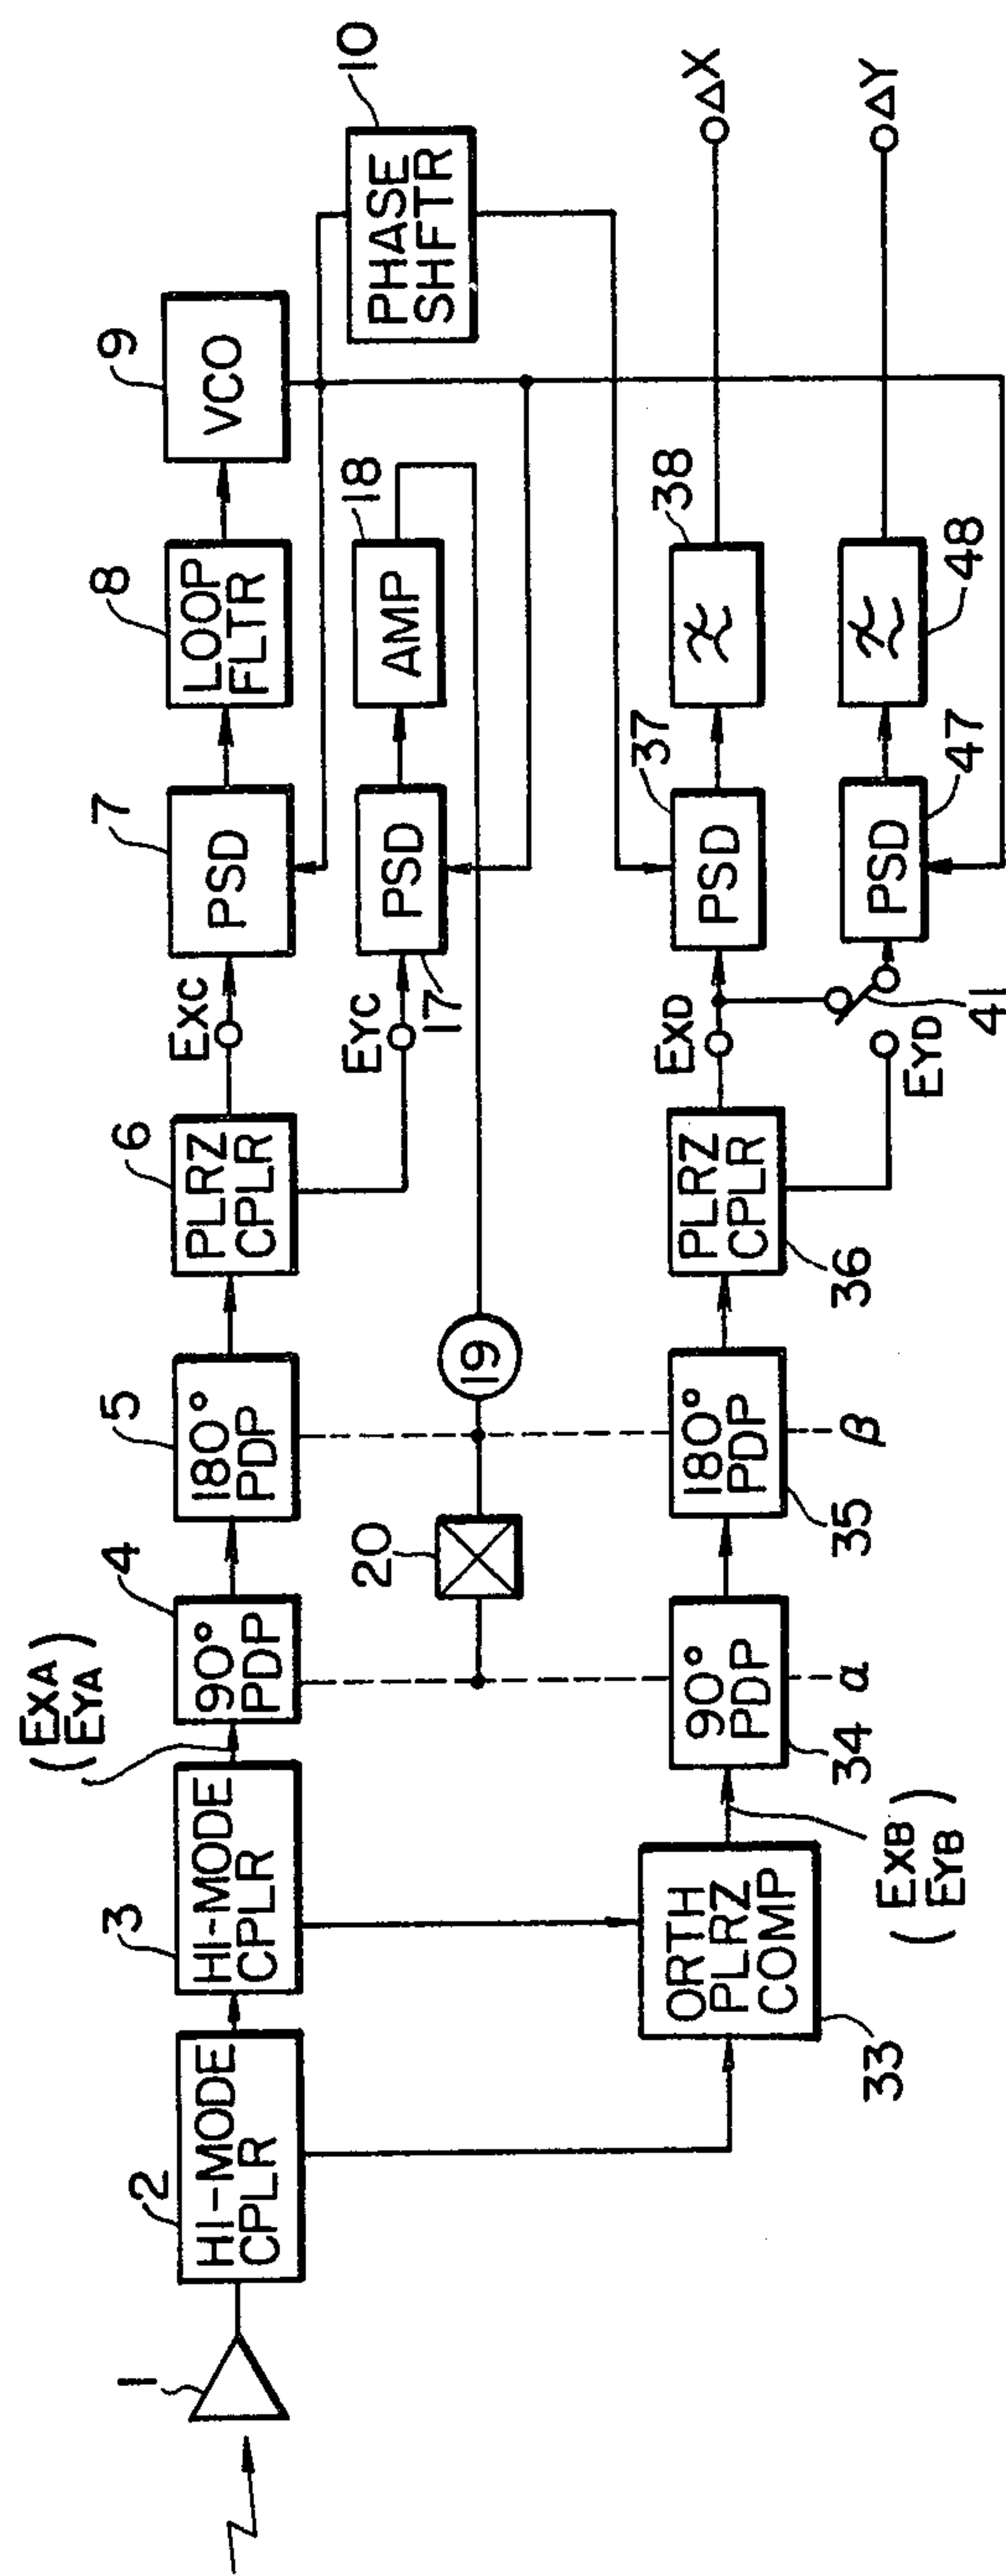 1
2
HI-MODE
CPLR
3
HI-MODE
CPLR
(EXA
EYA)
4
90°
PDP
5
180°
PDP
6
PLRZ
CPLR
EXC
7
PSD
8
LOOP
FLTR
9
VCO
10
PHASE
SHFTR
EYC
17
PSD
18
AMP
19
20
33
ORTH
PLRZ
COMP
(EXB
EYB)
34
90°
PDP
α
35
180°
PDP
β
36
PLRZ
CPLR
EXD
37
PSD
38
ΔX
EYD
41
47
PSD
48
ΔY